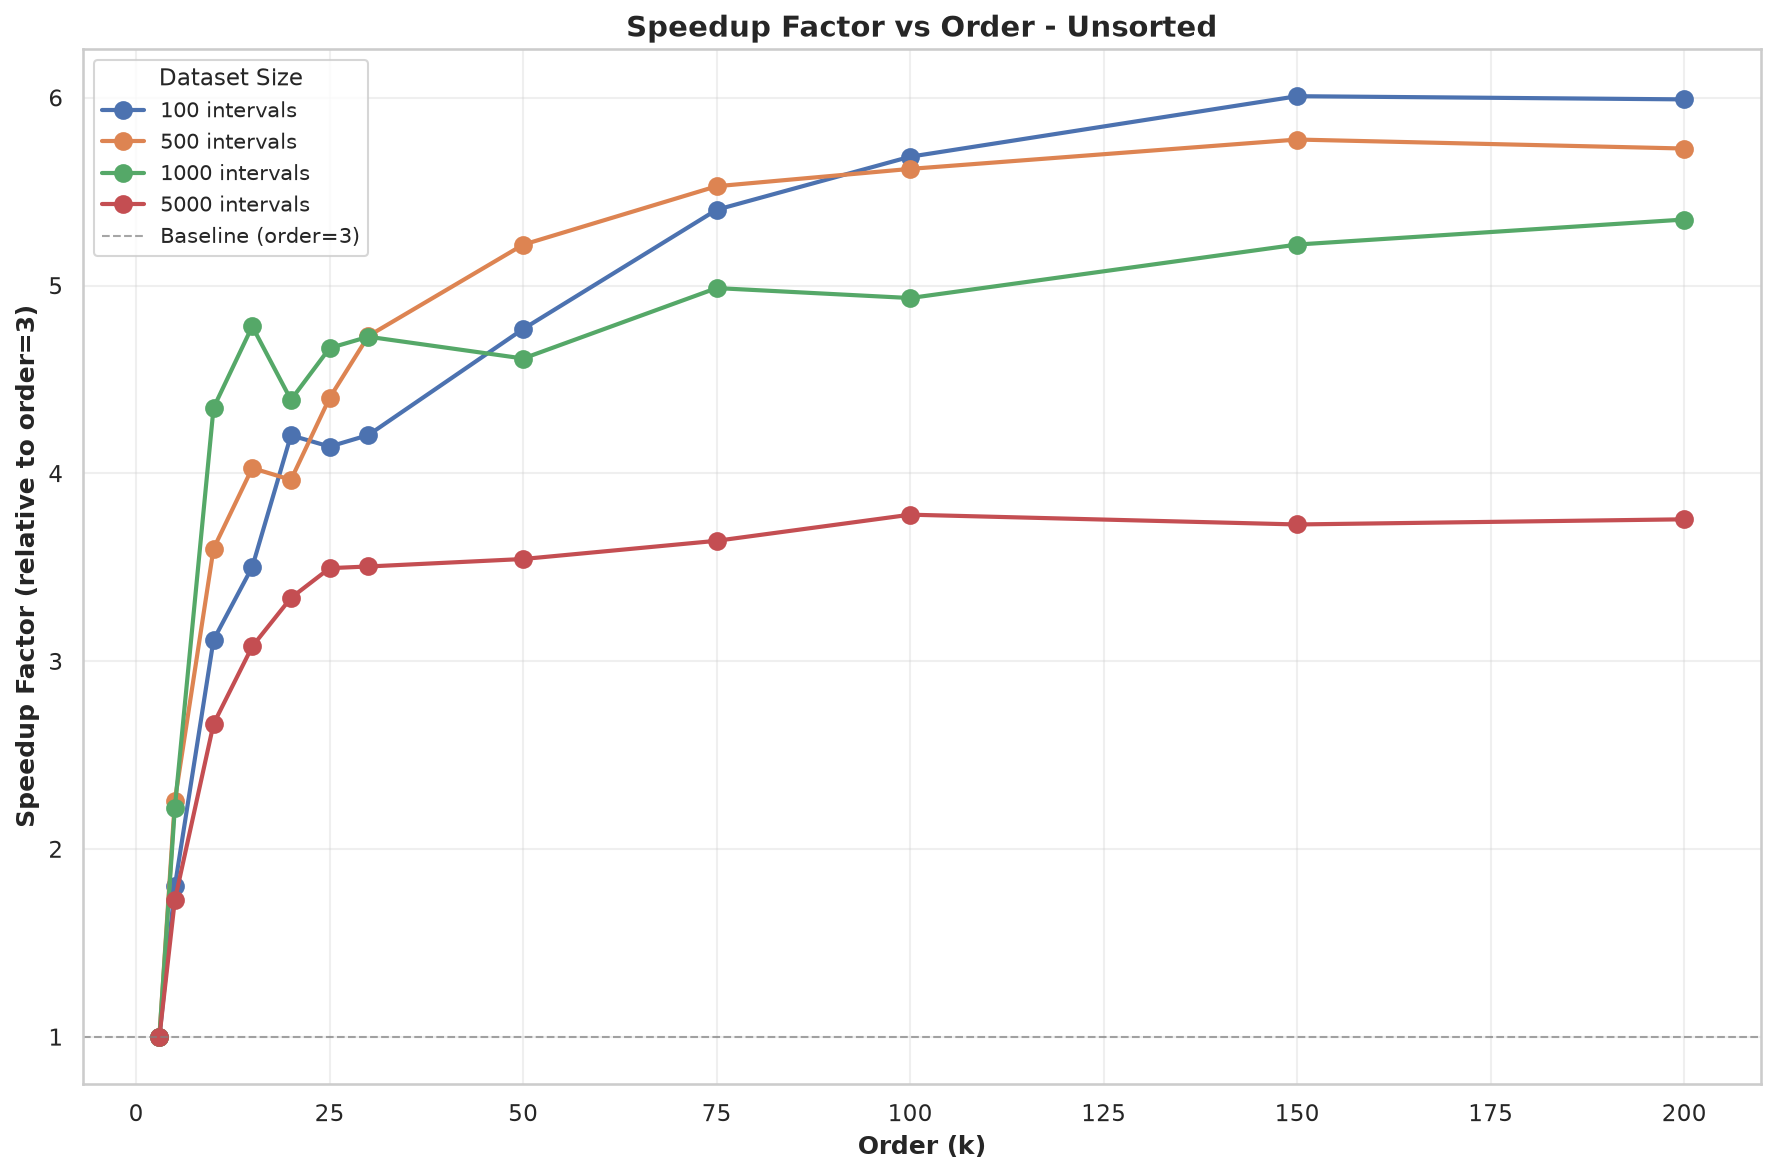 Speedup Factor vs Order - Unsorted
Dataset Size
100 intervals
500 intervals
1000 intervals
5000 intervals
Baseline (order=3)
Speedup Factor (relative to order=3)
6
5
4
3
2
1
0 25 50 75 100 125 150 175 200
Order (k)